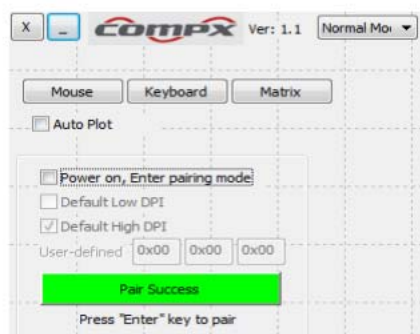 X _ COMPX Ver: 1.1 Normal Mo
Mouse Keyboard Matrix
Auto Plot
Power on, Enter pairing mode
Default Low DPI
Default High DPI
User-defined 0x00 0x00 0x00
Pair Success
Press "Enter" key to pair